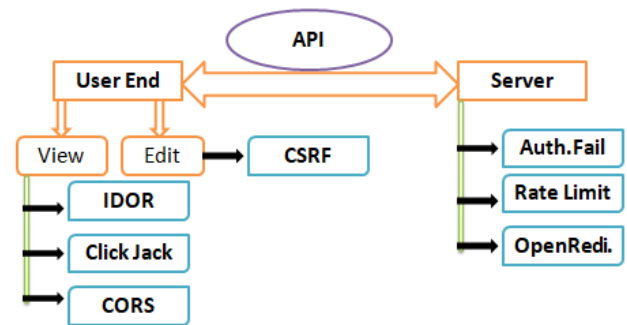 API
User End
Server
View
Edit
CSRF
IDOR
Click Jack
CORS
Auth.Fail
Rate Limit
OpenRedi.